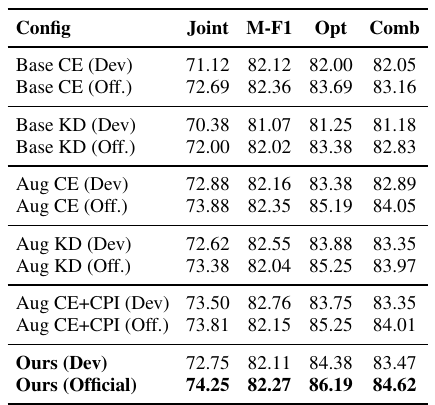 Config Joint M-F1 Opt Comb
Base CE (Dev) 71.12 82.12 82.00 82.05
Base CE (Off.) 72.69 82.36 83.69 83.16
Base KD (Dev) 70.38 81.07 81.25 81.18
Base KD (Off.) 72.00 82.02 83.38 82.83
Aug CE (Dev) 72.88 82.16 83.38 82.89
Aug CE (Off.) 73.88 82.35 85.19 84.05
Aug KD (Dev) 72.62 82.55 83.88 83.35
Aug KD (Off.) 73.38 82.04 85.25 83.97
Aug CE+CPI (Dev) 73.50 82.76 83.75 83.35
Aug CE+CPI (Off.) 73.81 82.15 85.25 84.01
Ours (Dev) 72.75 82.11 84.38 83.47
Ours (Official) 74.25 82.27 86.19 84.62